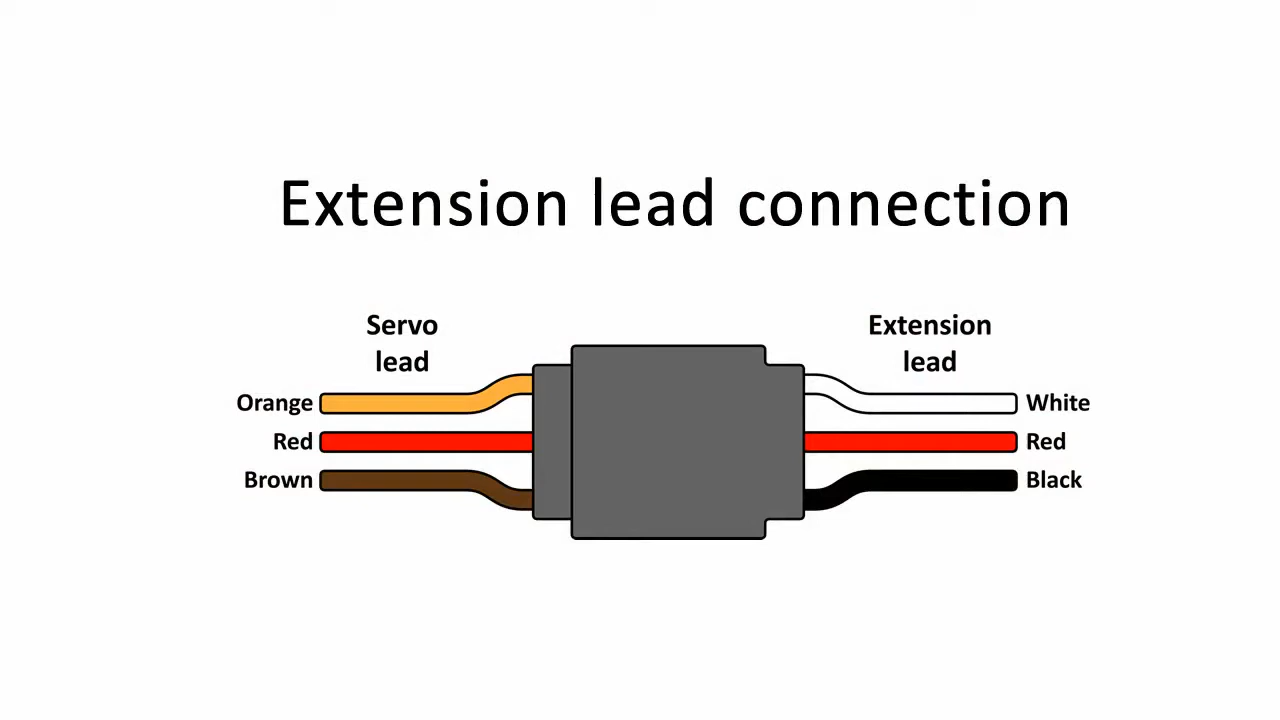 Extension lead connection
Servo
lead
Extension
lead
Orange
White
Red
Red
Brown
Black